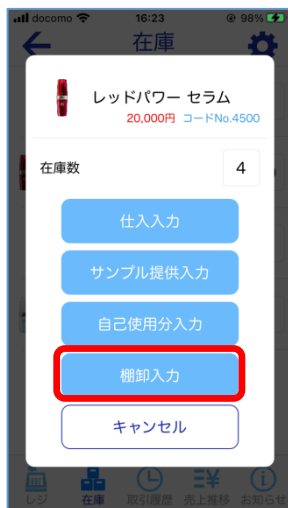 docomo 16:23 98%
在庫
レッドパワー セラム
20,000円 コードNo.4500
在庫数 4
仕入入力
サンプル提供入力
自己使用分入力
棚卸入力
キャンセル
レジ 在庫 取引履歴 売上推移 お知らせ